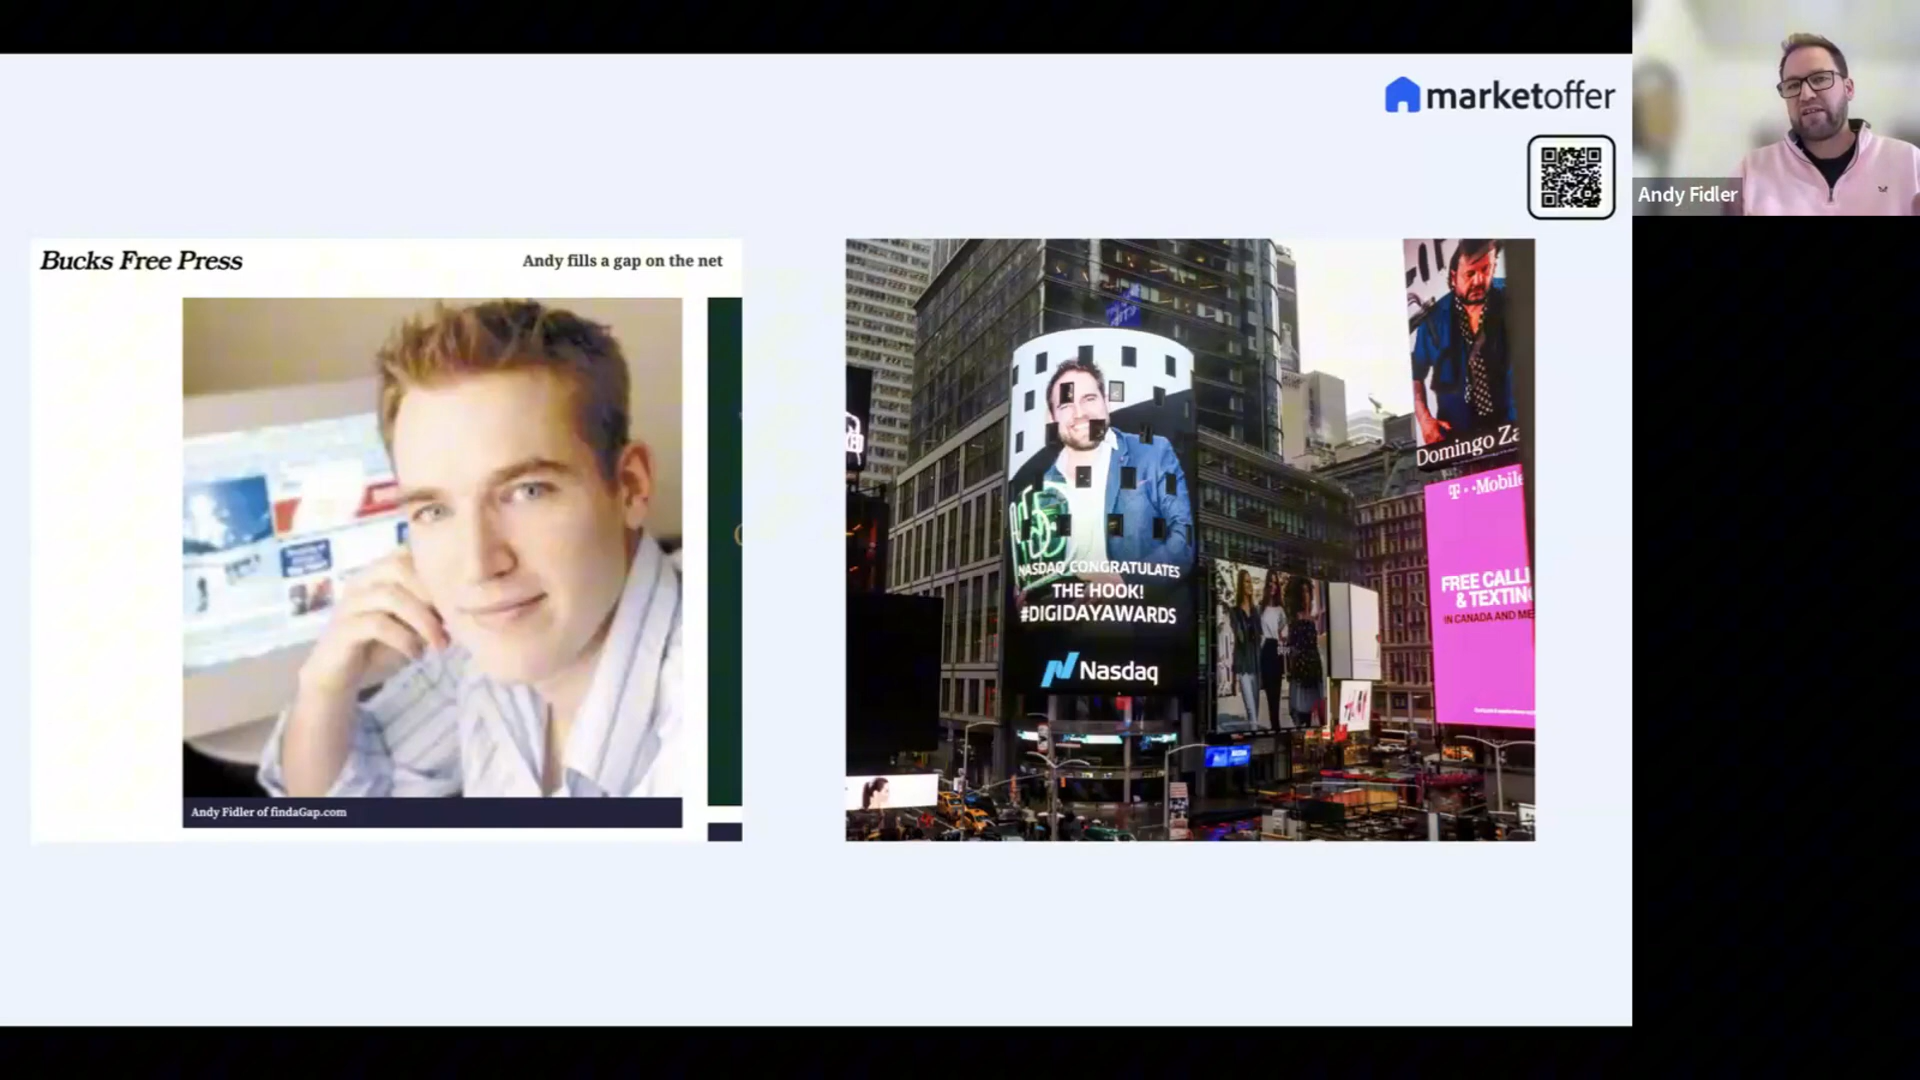 marketoffer
Andy Fidler
Bucks Free Press
Andy fills a gap on the net
Andy Fidler of findaGap.com
NASDAQ CONGRATULATES
THE HOOK!
#DIGIDAYAWARDS
Nasdaq
Domingo Za
T-Mobile
FREE CALLI
& TEXTING
IN CANADA AND ME